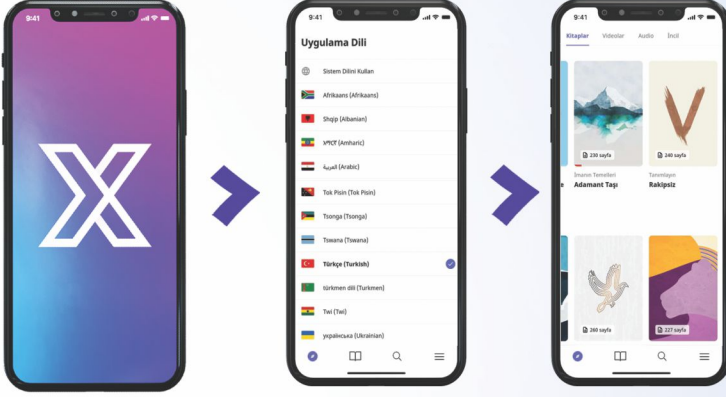 9:41
X
9:41
Uygulama Dili
Sistem Dilini Kullan
Afrikaans (Afrikaans)
Shqip (Albanian)
አማርኛ (Amharic)
العربية (Arabic)
Tok Pisin (Tok Pisin)
Tsonga (Tsonga)
Tswana (Tswana)
Türkçe (Turkish)
türkmen dili (Turkmen)
Twi (Twi)
українська (Ukrainian)
9:41
Kitaplar Videolar Audio İncil
230 sayfa
240 sayfa
İmanın Temelleri
Tanımlayın
Adamant Taşı
Rakipsiz
260 sayfa
227 sayfa